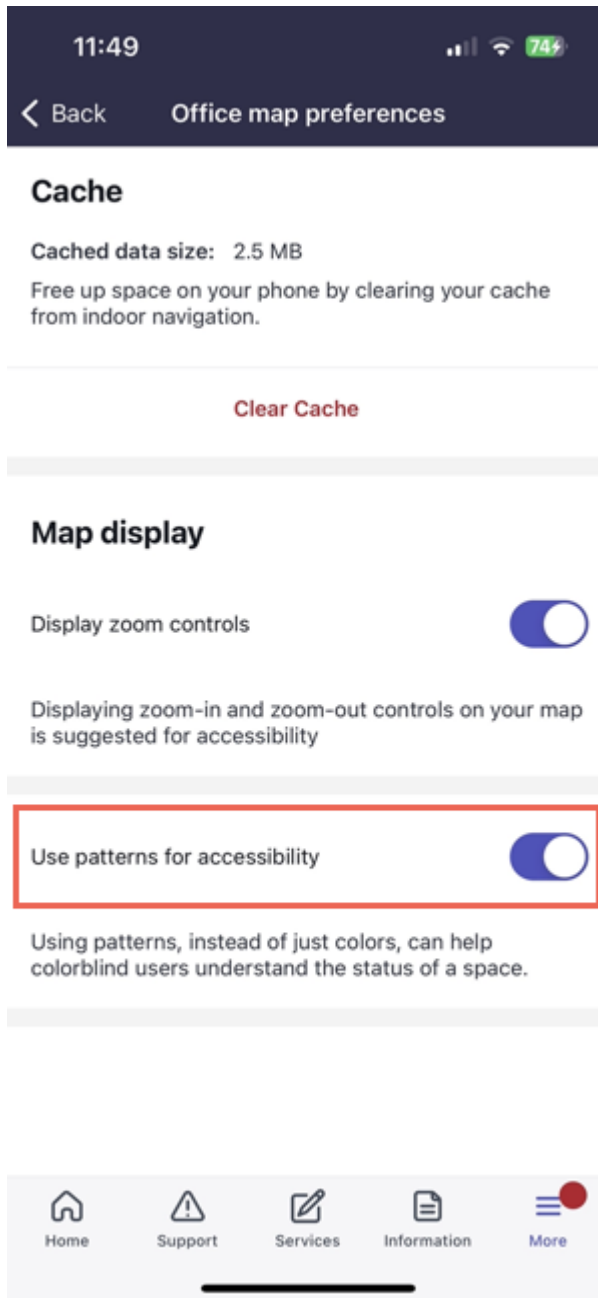 11:49
74
Back
Office map preferences
Cache
Cached data size: 2.5 MB
Free up space on your phone by clearing your cache
from indoor navigation.
Clear Cache
Map display
Display zoom controls
Displaying zoom-in and zoom-out controls on your map
is suggested for accessibility
Use patterns for accessibility
Using patterns, instead of just colors, can help
colorblind users understand the status of a space.
Home
Support
Services
Information
More